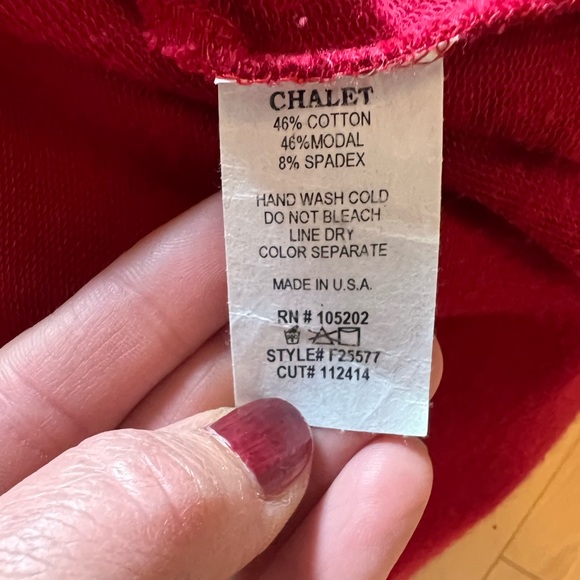 CHALET
46% COTTON
46%MODAL
8% SPADEX
HAND WASH COLD
DO NOT BLEACH
LINE DRY
COLOR SEPARATE
MADE IN U.S.A.
RN # 105202
STYLE# F25577
CUT# 112414